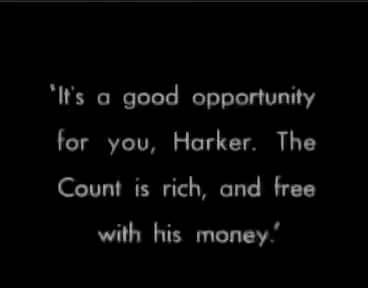 'It's a good opportunity
for you, Harker. The
Count is rich, and free
with his money.'